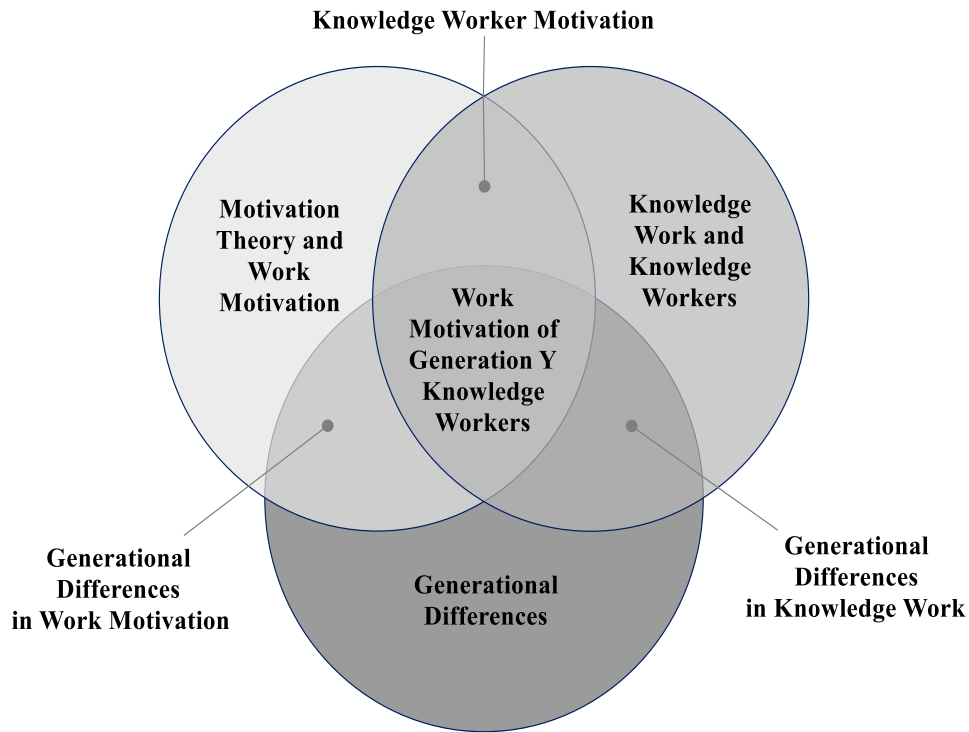 Knowledge Worker Motivation
Motivation
Theory and
Work
Motivation
Knowledge
Work and
Knowledge
Workers
Work
Motivation of
Generation Y
Knowledge
Workers
Generational
Differences
in Work Motivation
Generational
Differences
Generational
Differences
in Knowledge Work